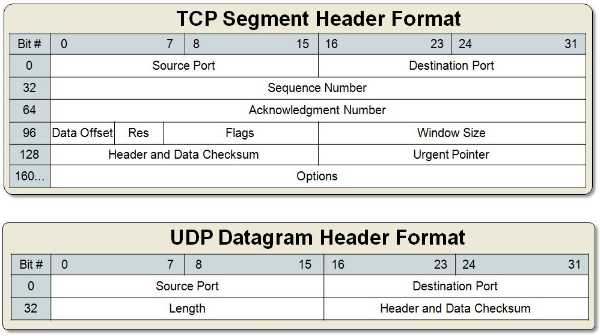 TCP Segment Header Format
Bit # 0 7 8 15 16 23 24 31
0 Source Port Destination Port
32 Sequence Number
64 Acknowledgment Number
96 Data Offset Res Flags Window Size
128 Header and Data Checksum Urgent Pointer
160... Options
UDP Datagram Header Format
Bit # 0 7 8 15 16 23 24 31
0 Source Port Destination Port
32 Length Header and Data Checksum